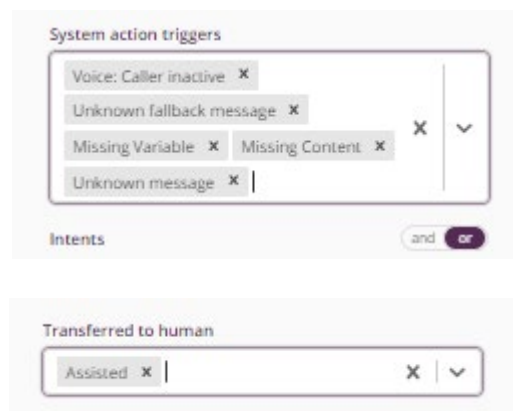 System action triggers
Voice: Caller inactive ×
Unknown fallback message ×
Missing Variable × Missing Content ×
Unknown message ×
Intents and or
Transferred to human
Assisted ×